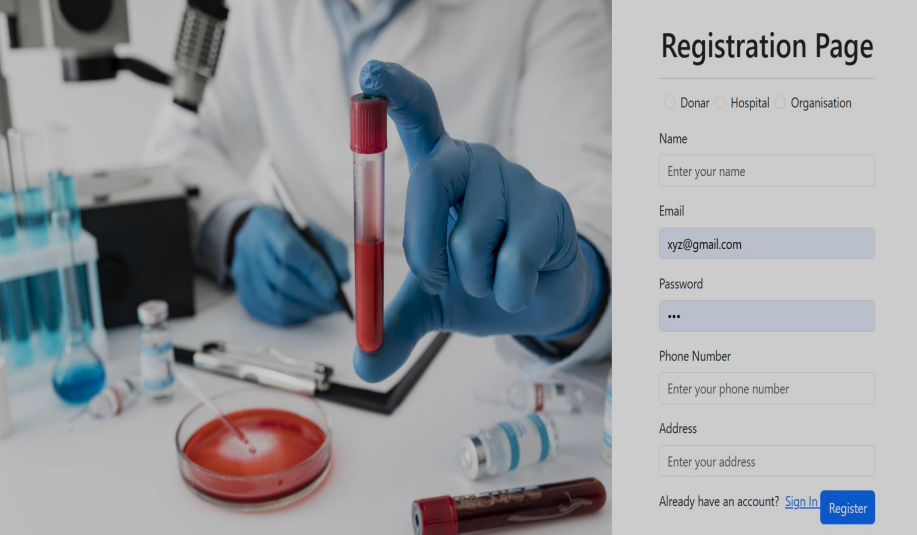 Registration Page
Donar Hospital Organisation
Name
Enter your name
Email
xyz@gmail.com
Password
•••
Phone Number
Enter your phone number
Address
Enter your address
Already have an account? Sign In Register